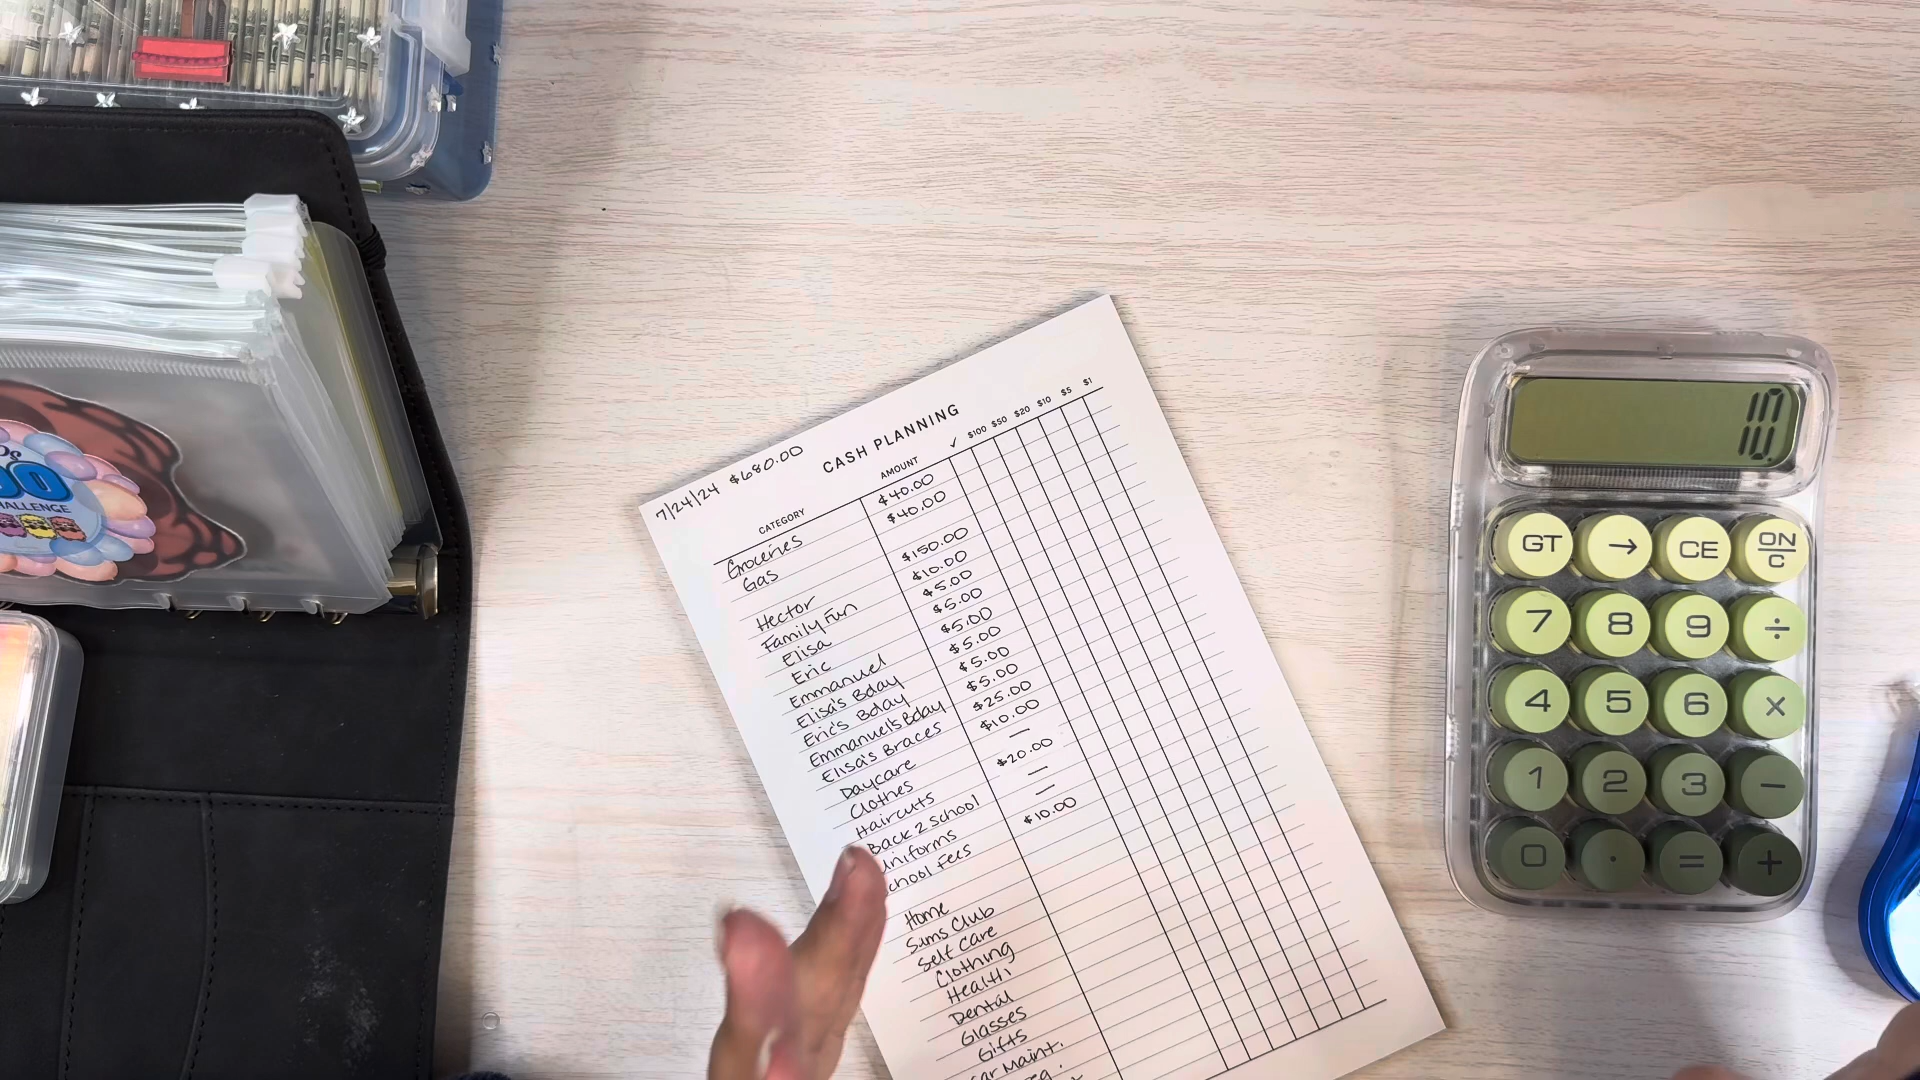 7/24/24 $680.00
CASH PLANNING
CATEGORY AMOUNT ✓ $100 $50 $20 $10 $5 $1
Groceries $40.00
Gas $40.00
Hector $150.00
Family Fun $10.00
Elisa $5.00
Eric $5.00
Emmanuel $5.00
Elisa's Bday $5.00
Eric's Bday $5.00
Emmanuel's Bday $5.00
Elisa's Braces $25.00
Daycare $10.00
Clothes —
Haircuts $20.00
Back 2 School —
Uniforms —
School Fees $10.00
Home
Sams Club
Self Care
Clothing
Health
Dental
Glasses
Gifts
Car Maint.
00
CHALLENGE
GT → CE ON/C
7 8 9 ÷
4 5 6 ×
1 2 3 −
0 . = +